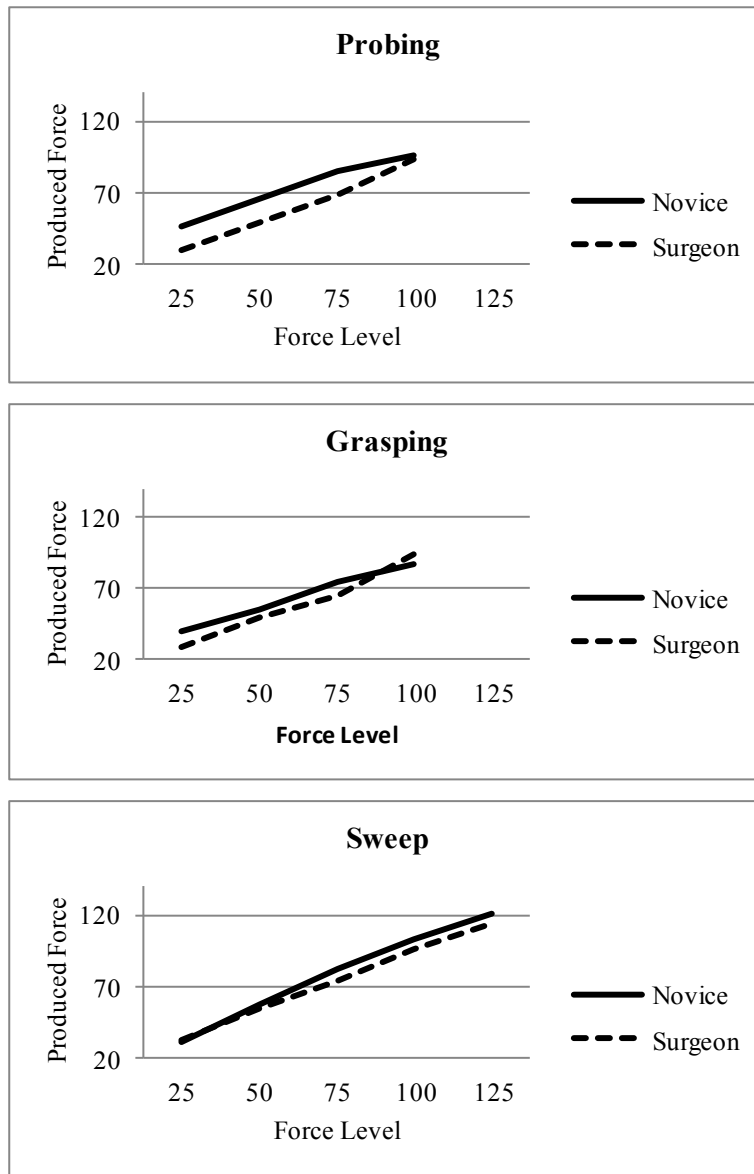 Probing
Produced Force
120
70
20
25 50 75 100 125
Force Level
Novice
Surgeon
Grasping
Produced Force
120
70
20
25 50 75 100 125
Force Level
Novice
Surgeon
Sweep
Produced Force
120
70
20
25 50 75 100 125
Force Level
Novice
Surgeon